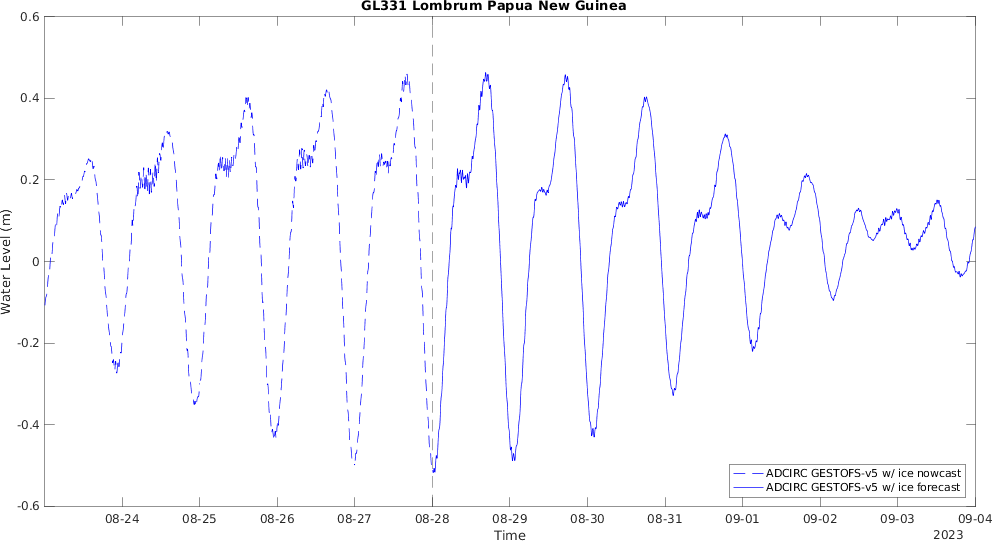 GL331 Lombrum Papua New Guinea
0.6
0.4
0.2
0
-0.2
-0.4
-0.6
Water Level (m)
ADCIRC GESTOFS-v5 w/ ice nowcast
ADCIRC GESTOFS-v5 w/ ice forecast
08-24 08-25 08-26 08-27 08-28 08-29 08-30 08-31 09-01 09-02 09-03 09-04
Time
2023